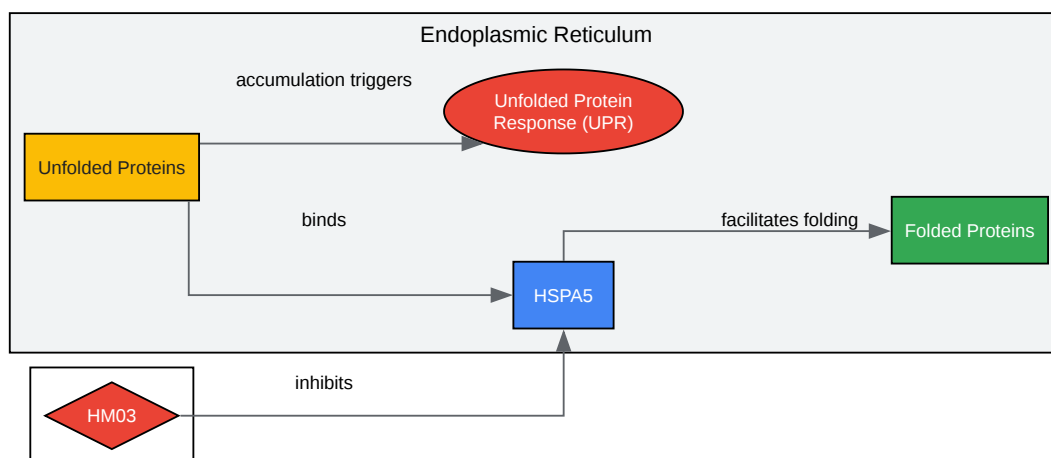 Endoplasmic Reticulum
accumulation triggers
Unfolded Protein
Response (UPR)
Unfolded Proteins
binds
facilitates folding
Folded Proteins
HSPA5
inhibits
HM03